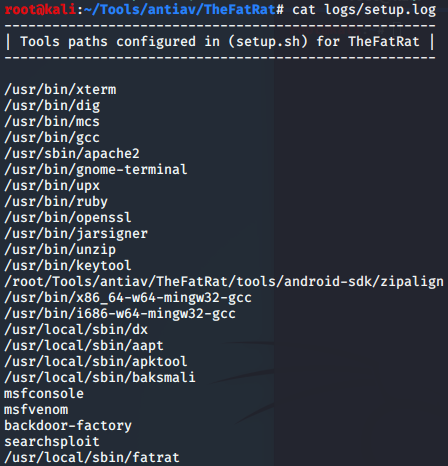 root@kali:~/Tools/antiav/TheFatRat# cat logs/setup.log
------------------------------------------------------
| Tools paths configured in (setup.sh) for TheFatRat |
------------------------------------------------------
/usr/bin/xterm
/usr/bin/dig
/usr/bin/mcs
/usr/bin/gcc
/usr/sbin/apache2
/usr/bin/gnome-terminal
/usr/bin/upx
/usr/bin/ruby
/usr/bin/openssl
/usr/bin/jarsigner
/usr/bin/unzip
/usr/bin/keytool
/root/Tools/antiav/TheFatRat/tools/android-sdk/zipalign
/usr/bin/x86_64-w64-mingw32-gcc
/usr/bin/i686-w64-mingw32-gcc
/usr/local/sbin/dx
/usr/local/sbin/aapt
/usr/local/sbin/apktool
/usr/local/sbin/baksmali
msfconsole
msfvenom
backdoor-factory
searchsploit
/usr/local/sbin/fatrat